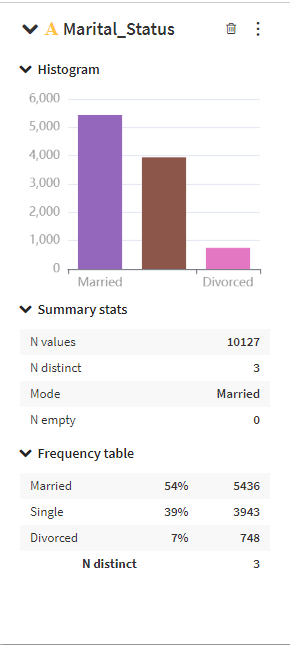 A Marital_Status
Histogram
6,000
5,000
4,000
3,000
2,000
1,000
0
Married Divorced
Summary stats
N values 10127
N distinct 3
Mode Married
N empty 0
Frequency table
Married 54% 5436
Single 39% 3943
Divorced 7% 748
N distinct 3